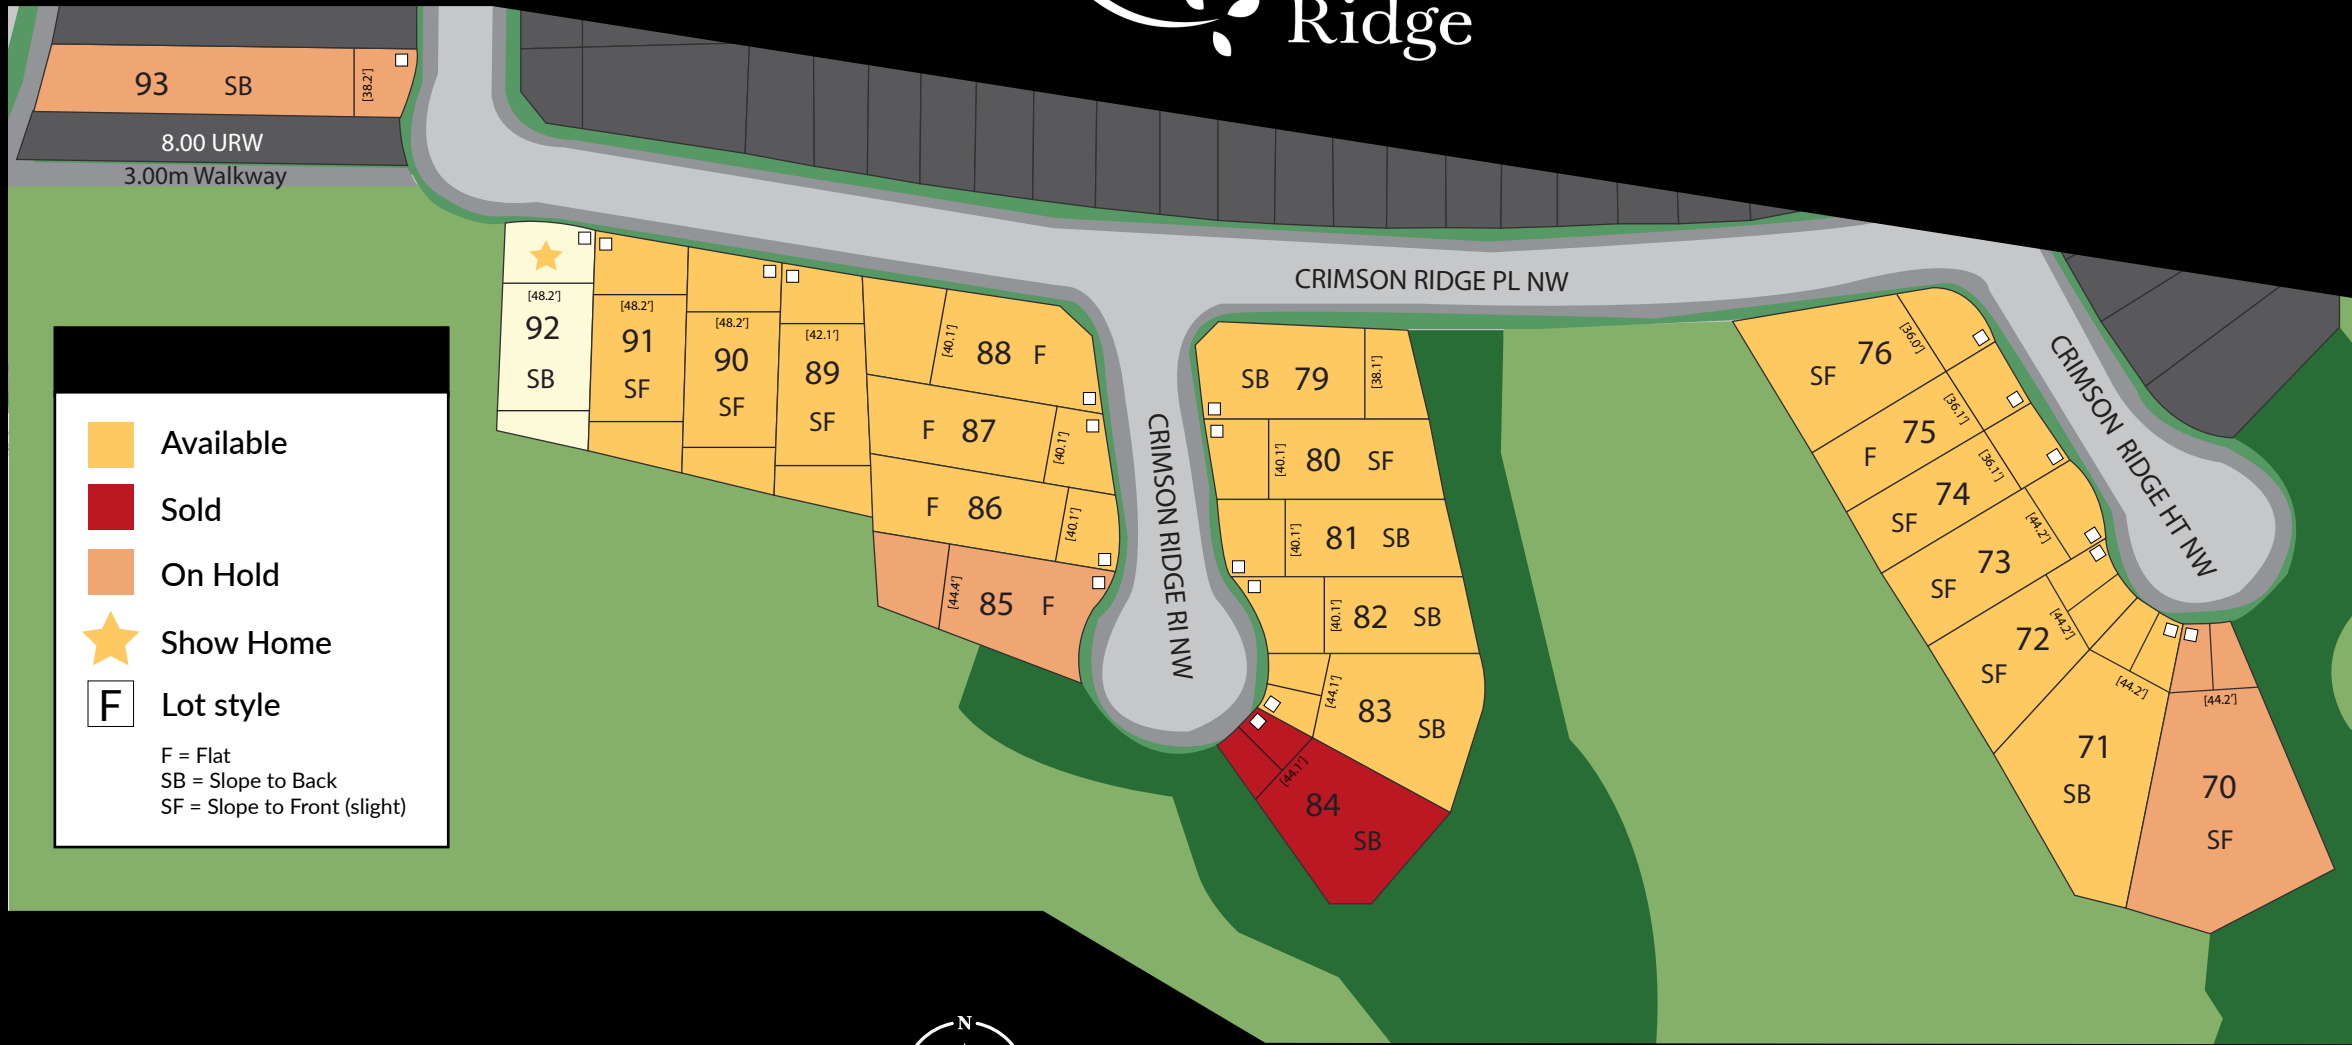 Ridge
93 SB [38.2']
8.00 URW
3.00m Walkway
CRIMSON RIDGE PL NW
CRIMSON RIDGE RI NW
CRIMSON RIDGE HT NW
[48.2']
92
SB
[48.2']
91
SF
[48.2']
90
SF
[42.1']
89
SF
[40.1'] 88 F
F 87 [40.1']
F 86 [40.1']
[44.4'] 85 F
SB 79 [38.1']
[40.1'] 80 SF
[40.1'] 81 SB
[40.1'] 82 SB
[44.1'] 83 SB
[44.1']
84
SB
SF 76 [36.0']
F 75 [36.1']
SF 74 [36.1']
SF 73 [44.2']
SF 72 [44.2']
[44.2']
71
SB
[44.2']
70
SF
Available
Sold
On Hold
Show Home
F Lot style
F = Flat
SB = Slope to Back
SF = Slope to Front (slight)
N